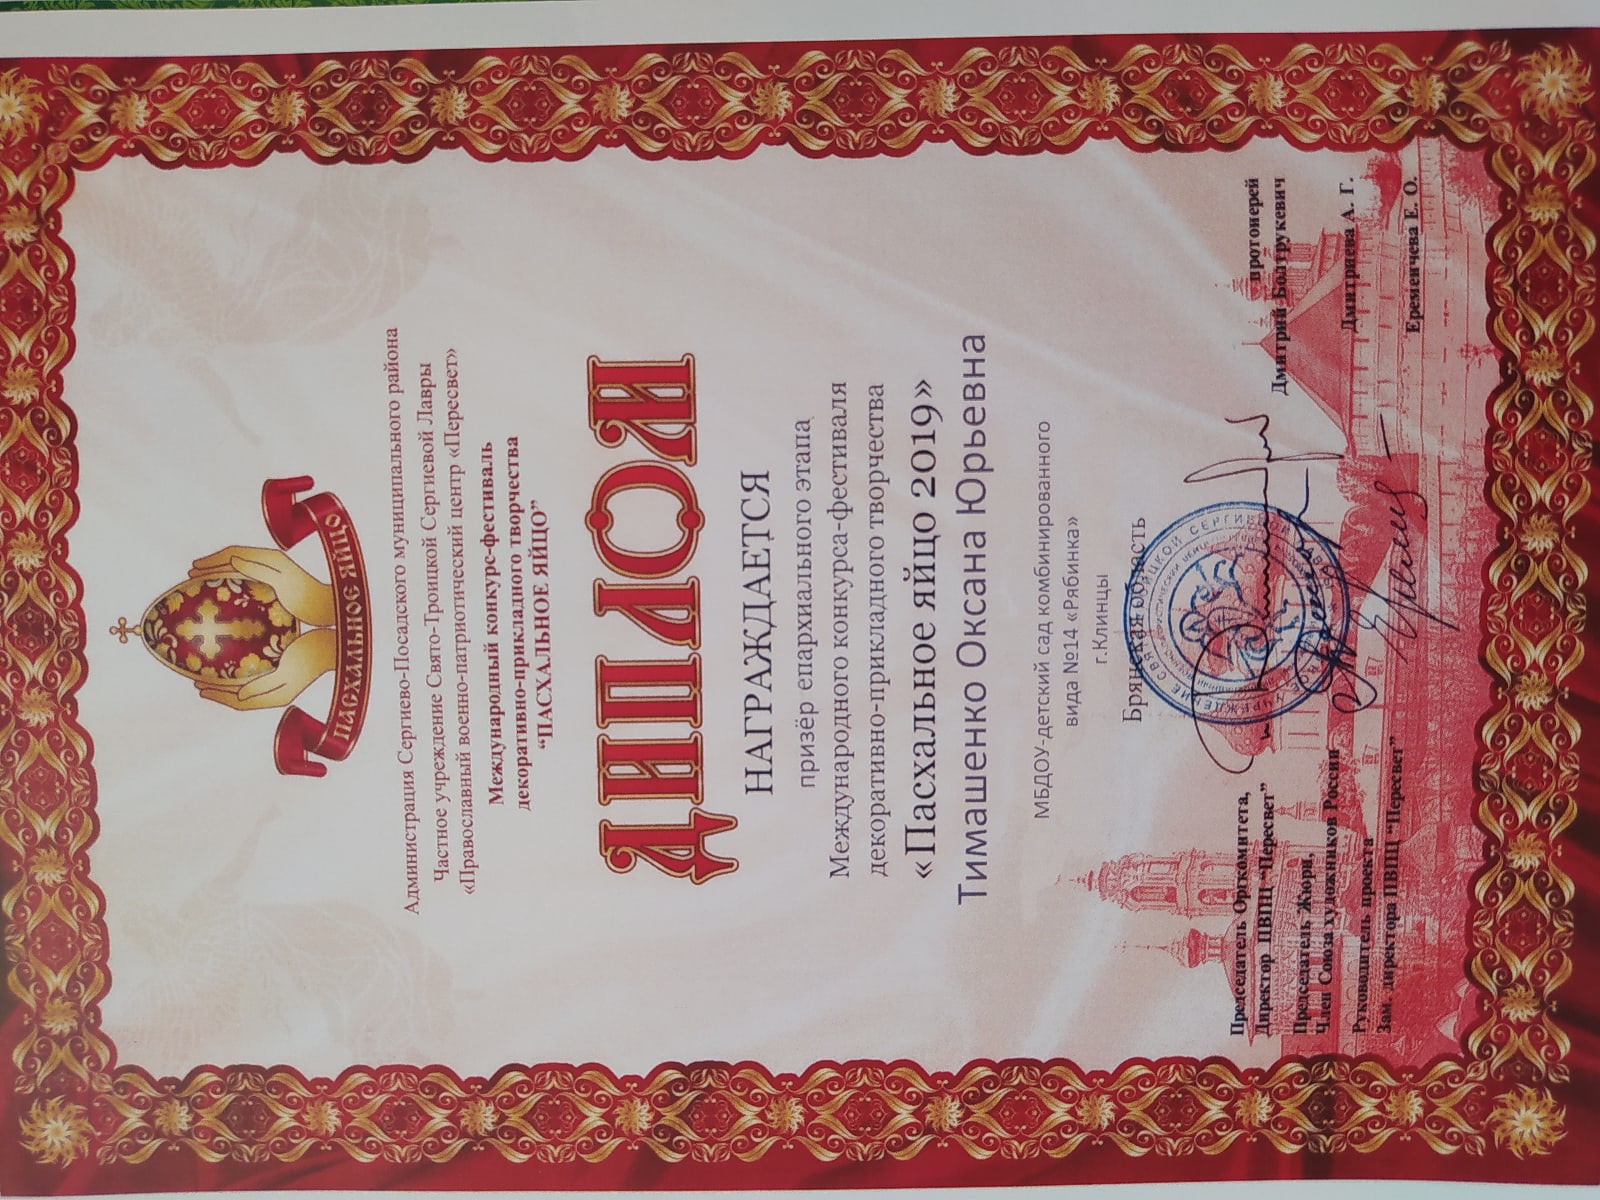 ПАСХАЛЬНОЕ ЯЙЦО
Администрация Сергиево-Посадского муниципального района
Частное учреждение Свято-Троицкой Сергиевой Лавры
«Православный военно-патриотический центр «Пересвет»
Международный конкурс-фестиваль
декоративно-прикладного творчества
“ПАСХАЛЬНОЕ ЯЙЦО”
ДИПЛОМ
НАГРАЖДАЕТСЯ
призёр епархиального этапа
Международного конкурса-фестиваля
декоративно-прикладного творчества
«Пасхальное яйцо 2019»
Тимашенко Оксана Юрьевна
МБДОУ-детский сад комбинированного
вида №14 «Рябинка»
г.Клинцы
Брянская область
Председатель Оргкомитета,
Директор ПВПЦ “Пересвет”
протоиерей
Дмитрий Болтрукевич
Председатель Жюри,
Член Союза художников России
Дмитриева А. Г.
Руководитель проекта
Зам. директора ПВПЦ “Пересвет”
Еременчева Е. О.